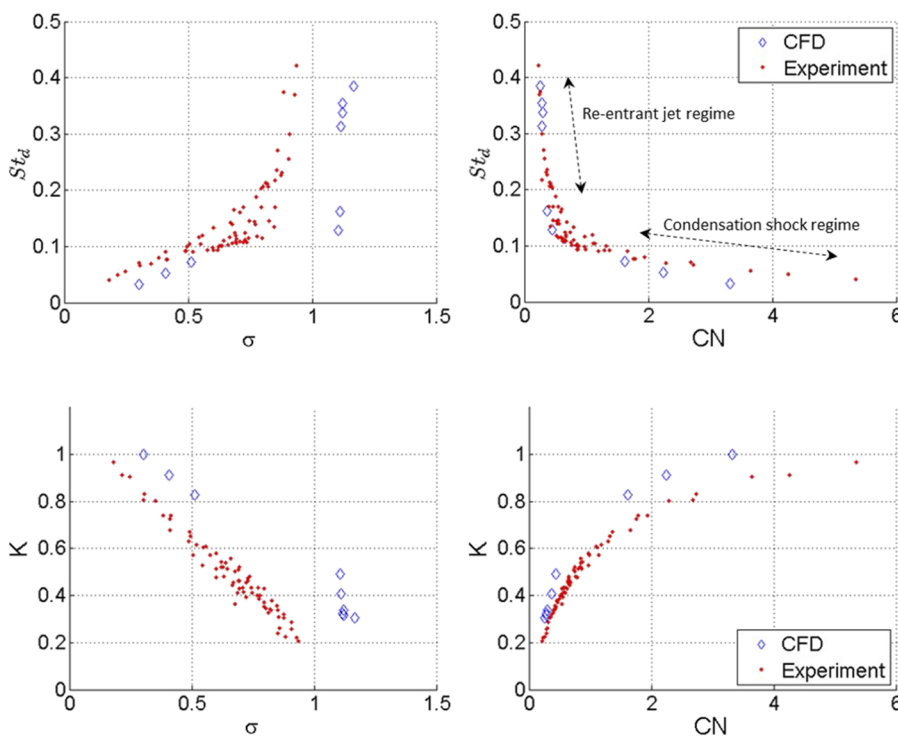 0.5
0.4
0.3
0.2
0.1
0
St_d
0 0.5 1 1.5
σ
0.5
0.4
0.3
0.2
0.1
0
St_d
CFD
Experiment
Re-entrant jet regime
Condensation shock regime
0 2 4 6
CN
1
0.8
0.6
0.4
0.2
0
K
0 0.5 1 1.5
σ
1
0.8
0.6
0.4
0.2
0
K
CFD
Experiment
0 2 4 6
CN